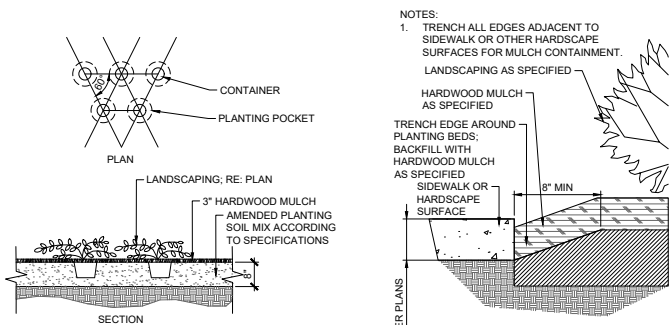 60°
CONTAINER
PLANTING POCKET
PLAN
LANDSCAPING; RE: PLAN
3" HARDWOOD MULCH
AMENDED PLANTING
SOIL MIX ACCORDING
TO SPECIFICATIONS
8"
SECTION
NOTES:
1. TRENCH ALL EDGES ADJACENT TO
SIDEWALK OR OTHER HARDSCAPE
SURFACES FOR MULCH CONTAINMENT.
LANDSCAPING AS SPECIFIED
HARDWOOD MULCH
AS SPECIFIED
TRENCH EDGE AROUND
PLANTING BEDS;
BACKFILL WITH
HARDWOOD MULCH
AS SPECIFIED
SIDEWALK OR
HARDSCAPE
SURFACE
8" MIN
ER PLANS